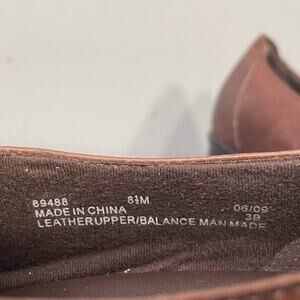 89488 8½M 06/09
MADE IN CHINA 3B
LEATHER UPPER/BALANCE MAN MADE